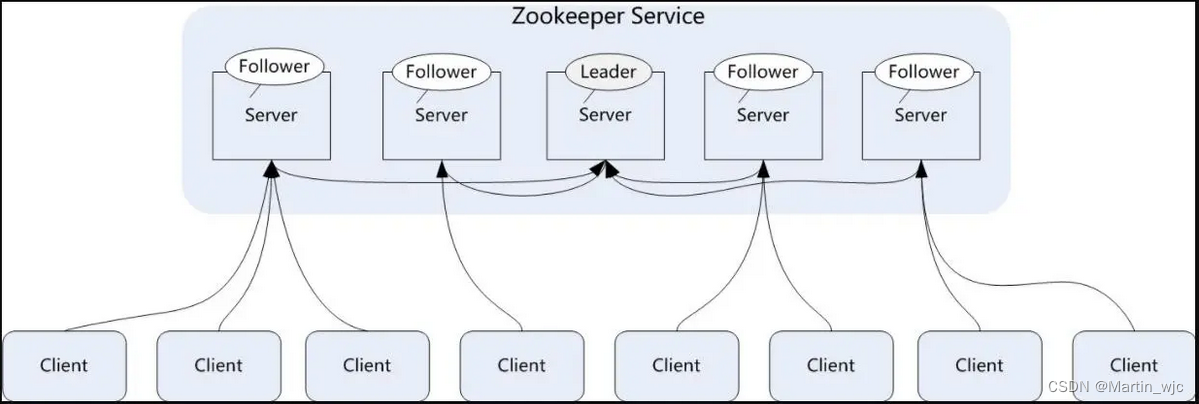 Zookeeper Service
Follower
Follower
Leader
Follower
Follower
Server
Server
Server
Server
Server
Client
Client
Client
Client
Client
Client
Client
Client
CSDN @Martin_wjc